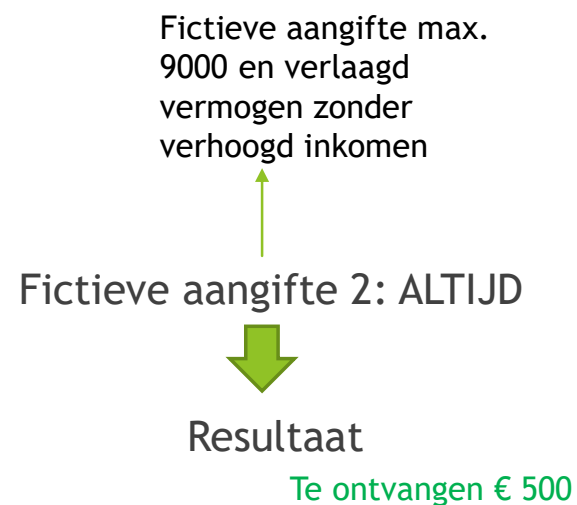 Fictieve aangifte max.
9000 en verlaagd
vermogen zonder
verhoogd inkomen
Fictieve aangifte 2: ALTIJD
Resultaat
Te ontvangen € 500